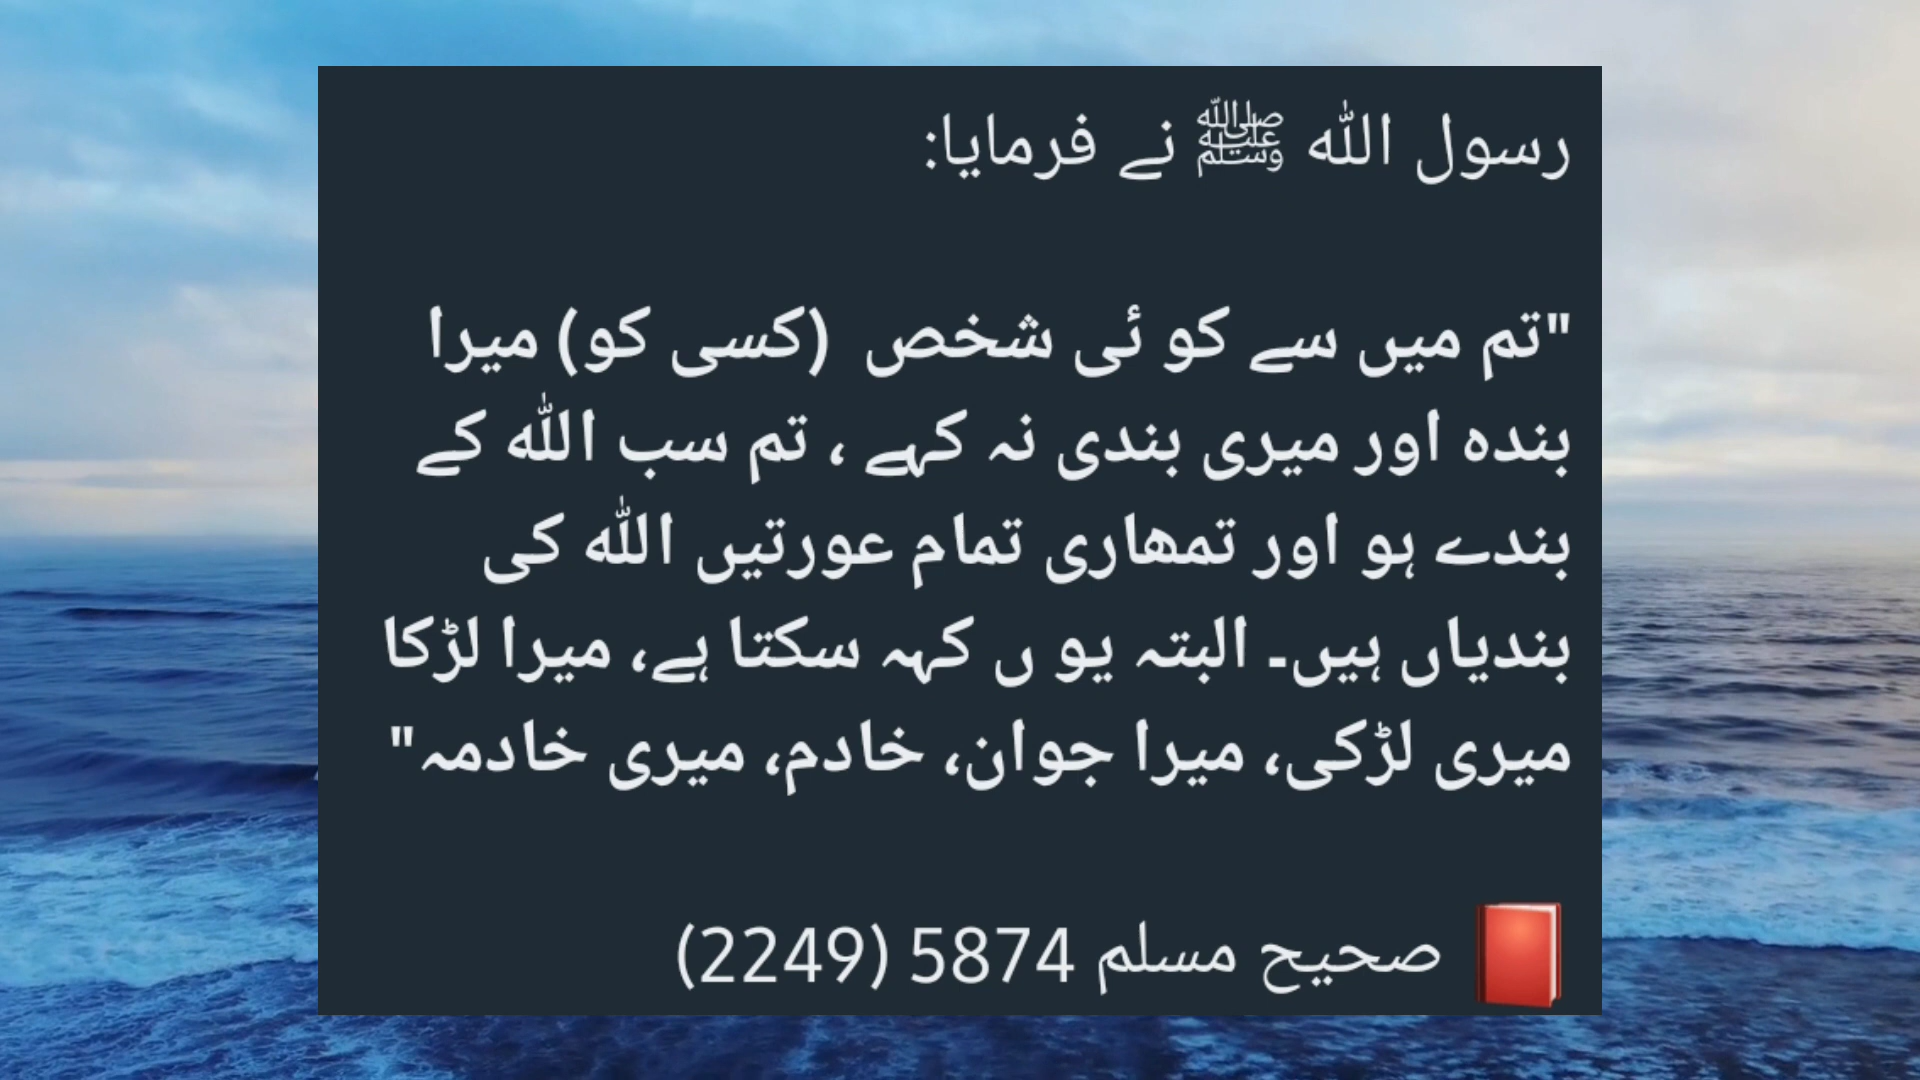 رسول اللہ ﷺ نے فرمایا:
"تم میں سے کو ئی شخص (کسی کو) میرا
بندہ اور میری بندی نہ کہے ، تم سب اللہ کے
بندے ہو اور تمھاری تمام عورتیں اللہ کی
بندیاں ہیں۔ البتہ یو ں کہہ سکتا ہے، میرا لڑکا
میری لڑکی، میرا جوان، خادم، میری خادمہ"
📕 صحیح مسلم 5874 (2249)